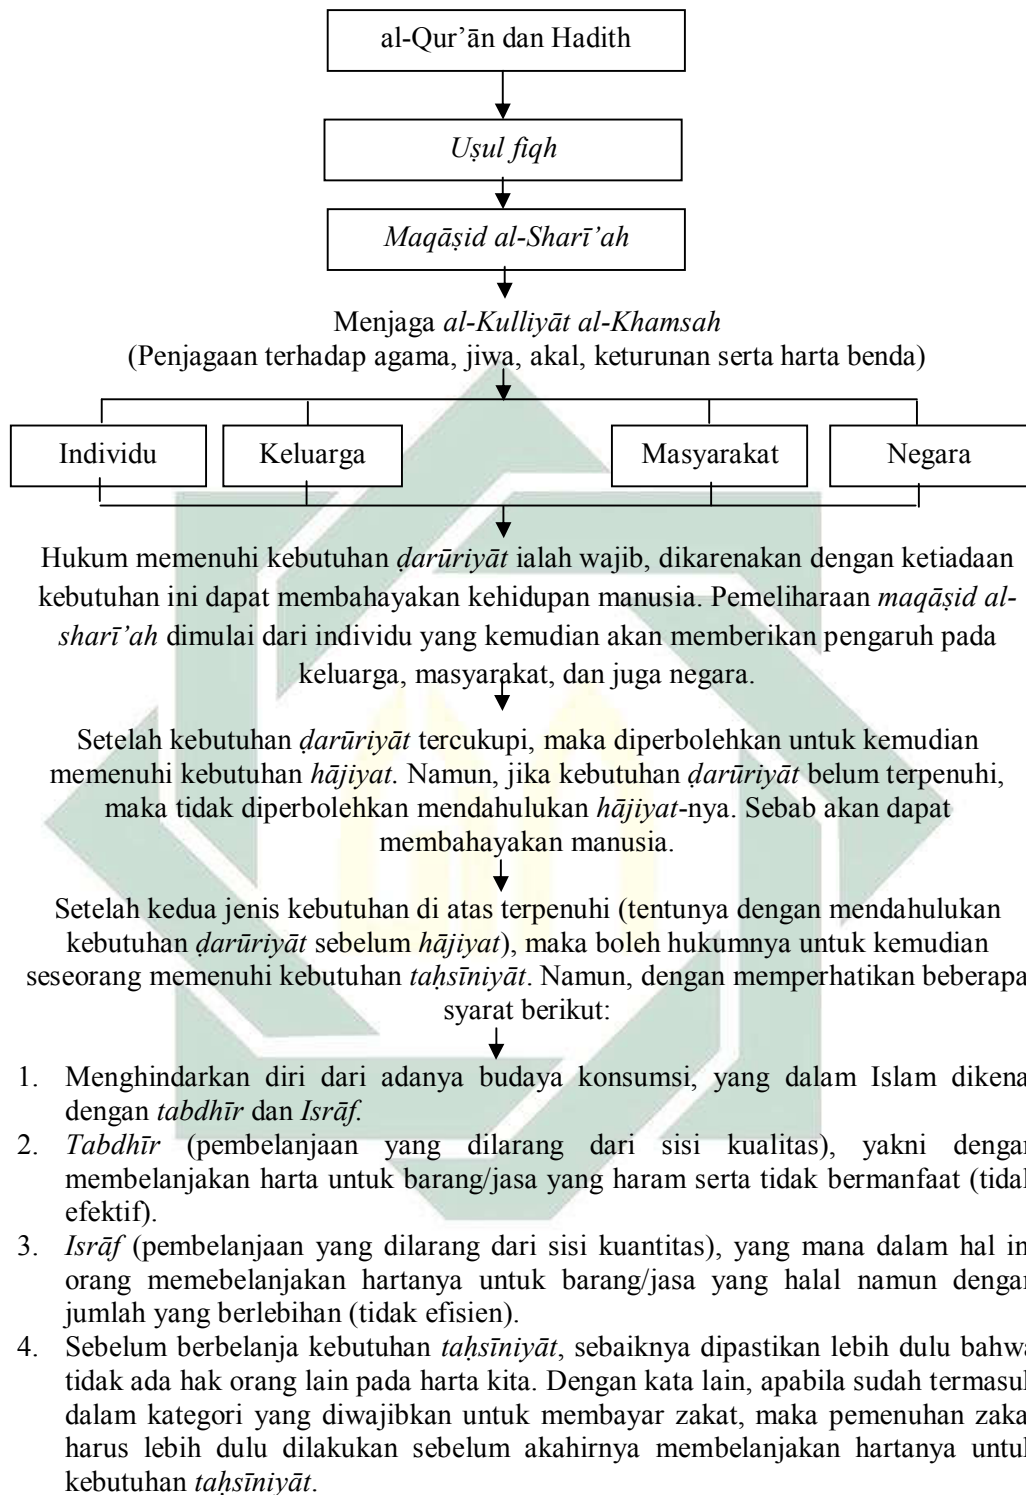 al-Qur’ān dan Hadith
Uṣul fiqh
Maqāṣid al-Sharī’ah
Menjaga al-Kulliyāt al-Khamsah
(Penjagaan terhadap agama, jiwa, akal, keturunan serta harta benda)
Individu
Keluarga
Masyarakat
Negara
Hukum memenuhi kebutuhan ḍarūriyāt ialah wajib, dikarenakan dengan ketiadaan
kebutuhan ini dapat membahayakan kehidupan manusia. Pemeliharaan maqāṣid al-
sharī’ah dimulai dari individu yang kemudian akan memberikan pengaruh pada
keluarga, masyarakat, dan juga negara.
Setelah kebutuhan ḍarūriyāt tercukupi, maka diperbolehkan untuk kemudian
memenuhi kebutuhan hājiyat. Namun, jika kebutuhan ḍarūriyāt belum terpenuhi,
maka tidak diperbolehkan mendahulukan hājiyat-nya. Sebab akan dapat
membahayakan manusia.
Setelah kedua jenis kebutuhan di atas terpenuhi (tentunya dengan mendahulukan
kebutuhan ḍarūriyāt sebelum hājiyat), maka boleh hukumnya untuk kemudian
seseorang memenuhi kebutuhan taḥsīniyāt. Namun, dengan memperhatikan beberapa
syarat berikut:
1. Menghindarkan diri dari adanya budaya konsumsi, yang dalam Islam dikena
dengan tabdhīr dan Isrāf.
2. Tabdhīr (pembelanjaan yang dilarang dari sisi kualitas), yakni dengan
membelanjakan harta untuk barang/jasa yang haram serta tidak bermanfaat (tidak
efektif).
3. Isrāf (pembelanjaan yang dilarang dari sisi kuantitas), yang mana dalam hal in
orang memebelanjakan hartanya untuk barang/jasa yang halal namun dengan
jumlah yang berlebihan (tidak efisien).
4. Sebelum berbelanja kebutuhan taḥsīniyāt, sebaiknya dipastikan lebih dulu bahwa
tidak ada hak orang lain pada harta kita. Dengan kata lain, apabila sudah termasuk
dalam kategori yang diwajibkan untuk membayar zakat, maka pemenuhan zaka
harus lebih dulu dilakukan sebelum akahirnya membelanjakan hartanya untuk
kebutuhan taḥsīniyāt.